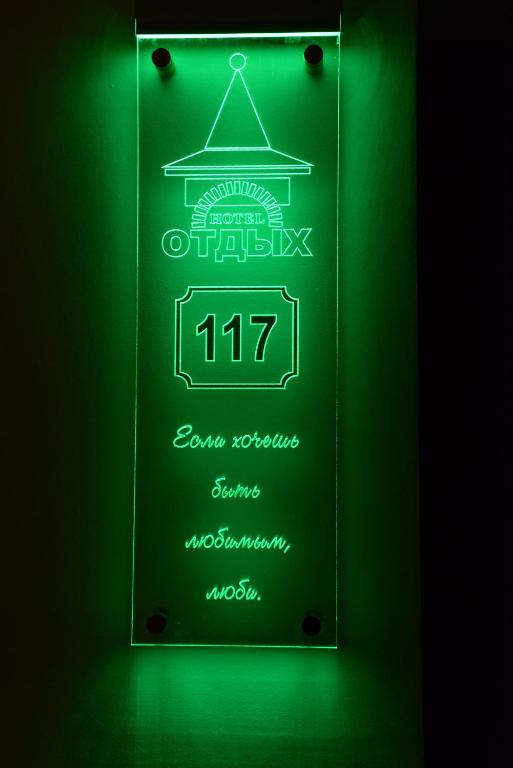 HOTEL
ОТДЫХ
117
Если хочешь
быть
любимым,
люби.